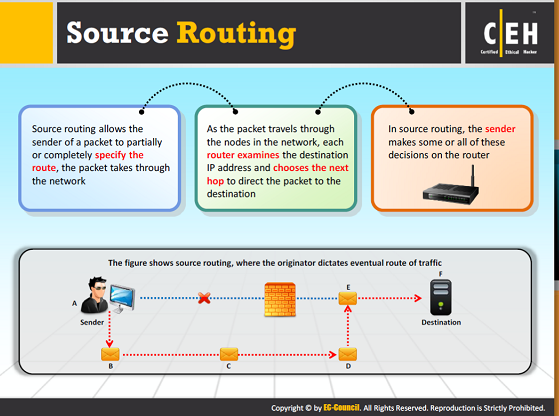 Source Routing
C|EH
Certified Ethical Hacker
Source routing allows the
sender of a packet to partially
or completely specify the
route, the packet takes through
the network
As the packet travels through
the nodes in the network, each
router examines the destination
IP address and chooses the next
hop to direct the packet to the
destination
In source routing, the sender
makes some or all of these
decisions on the router
The figure shows source routing, where the originator dictates eventual route of traffic
A
Sender
B
C
D
E
F
Destination
Copyright © by EC-Council. All Rights Reserved. Reproduction is Strictly Prohibited.